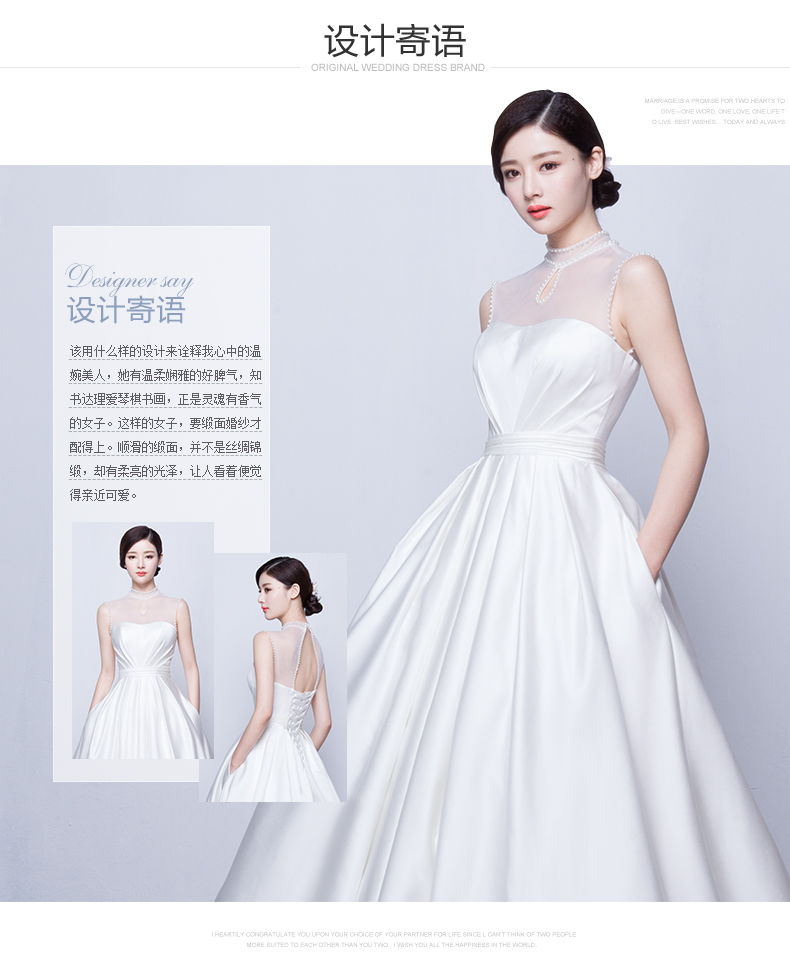 设计寄语
ORIGINAL WEDDING DRESS BRAND
MARRIAGE IS A PROMISE FOR TWO HEARTS TO
GIVE—ONE WORD, ONE LOVE, ONE LIFE'T
O LIVE. BEST WISHES... TODAY AND ALWAYS
Designer say
设计寄语
该用什么样的设计来诠释我心中的温
婉美人，她有温柔娴雅的好脾气，知
书达理爱琴棋书画，正是灵魂有香气
的女子。这样的女子，要缎面婚纱才
配得上。顺滑的缎面，并不是丝绸锦
缎，却有柔亮的光泽，让人看着便觉
得亲近可爱。
I HEARTILY CONGRATULATE YOU UPON YOUR CHOICE OF YOUR PARTNER FOR LIFE SINCE L CAN'T THINK OF TWO PEOPLE
MORE SUITED TO EACH OTHER THAN YOU TWO. I WISH YOU ALL THE HAPPINESS IN THE WORLD.